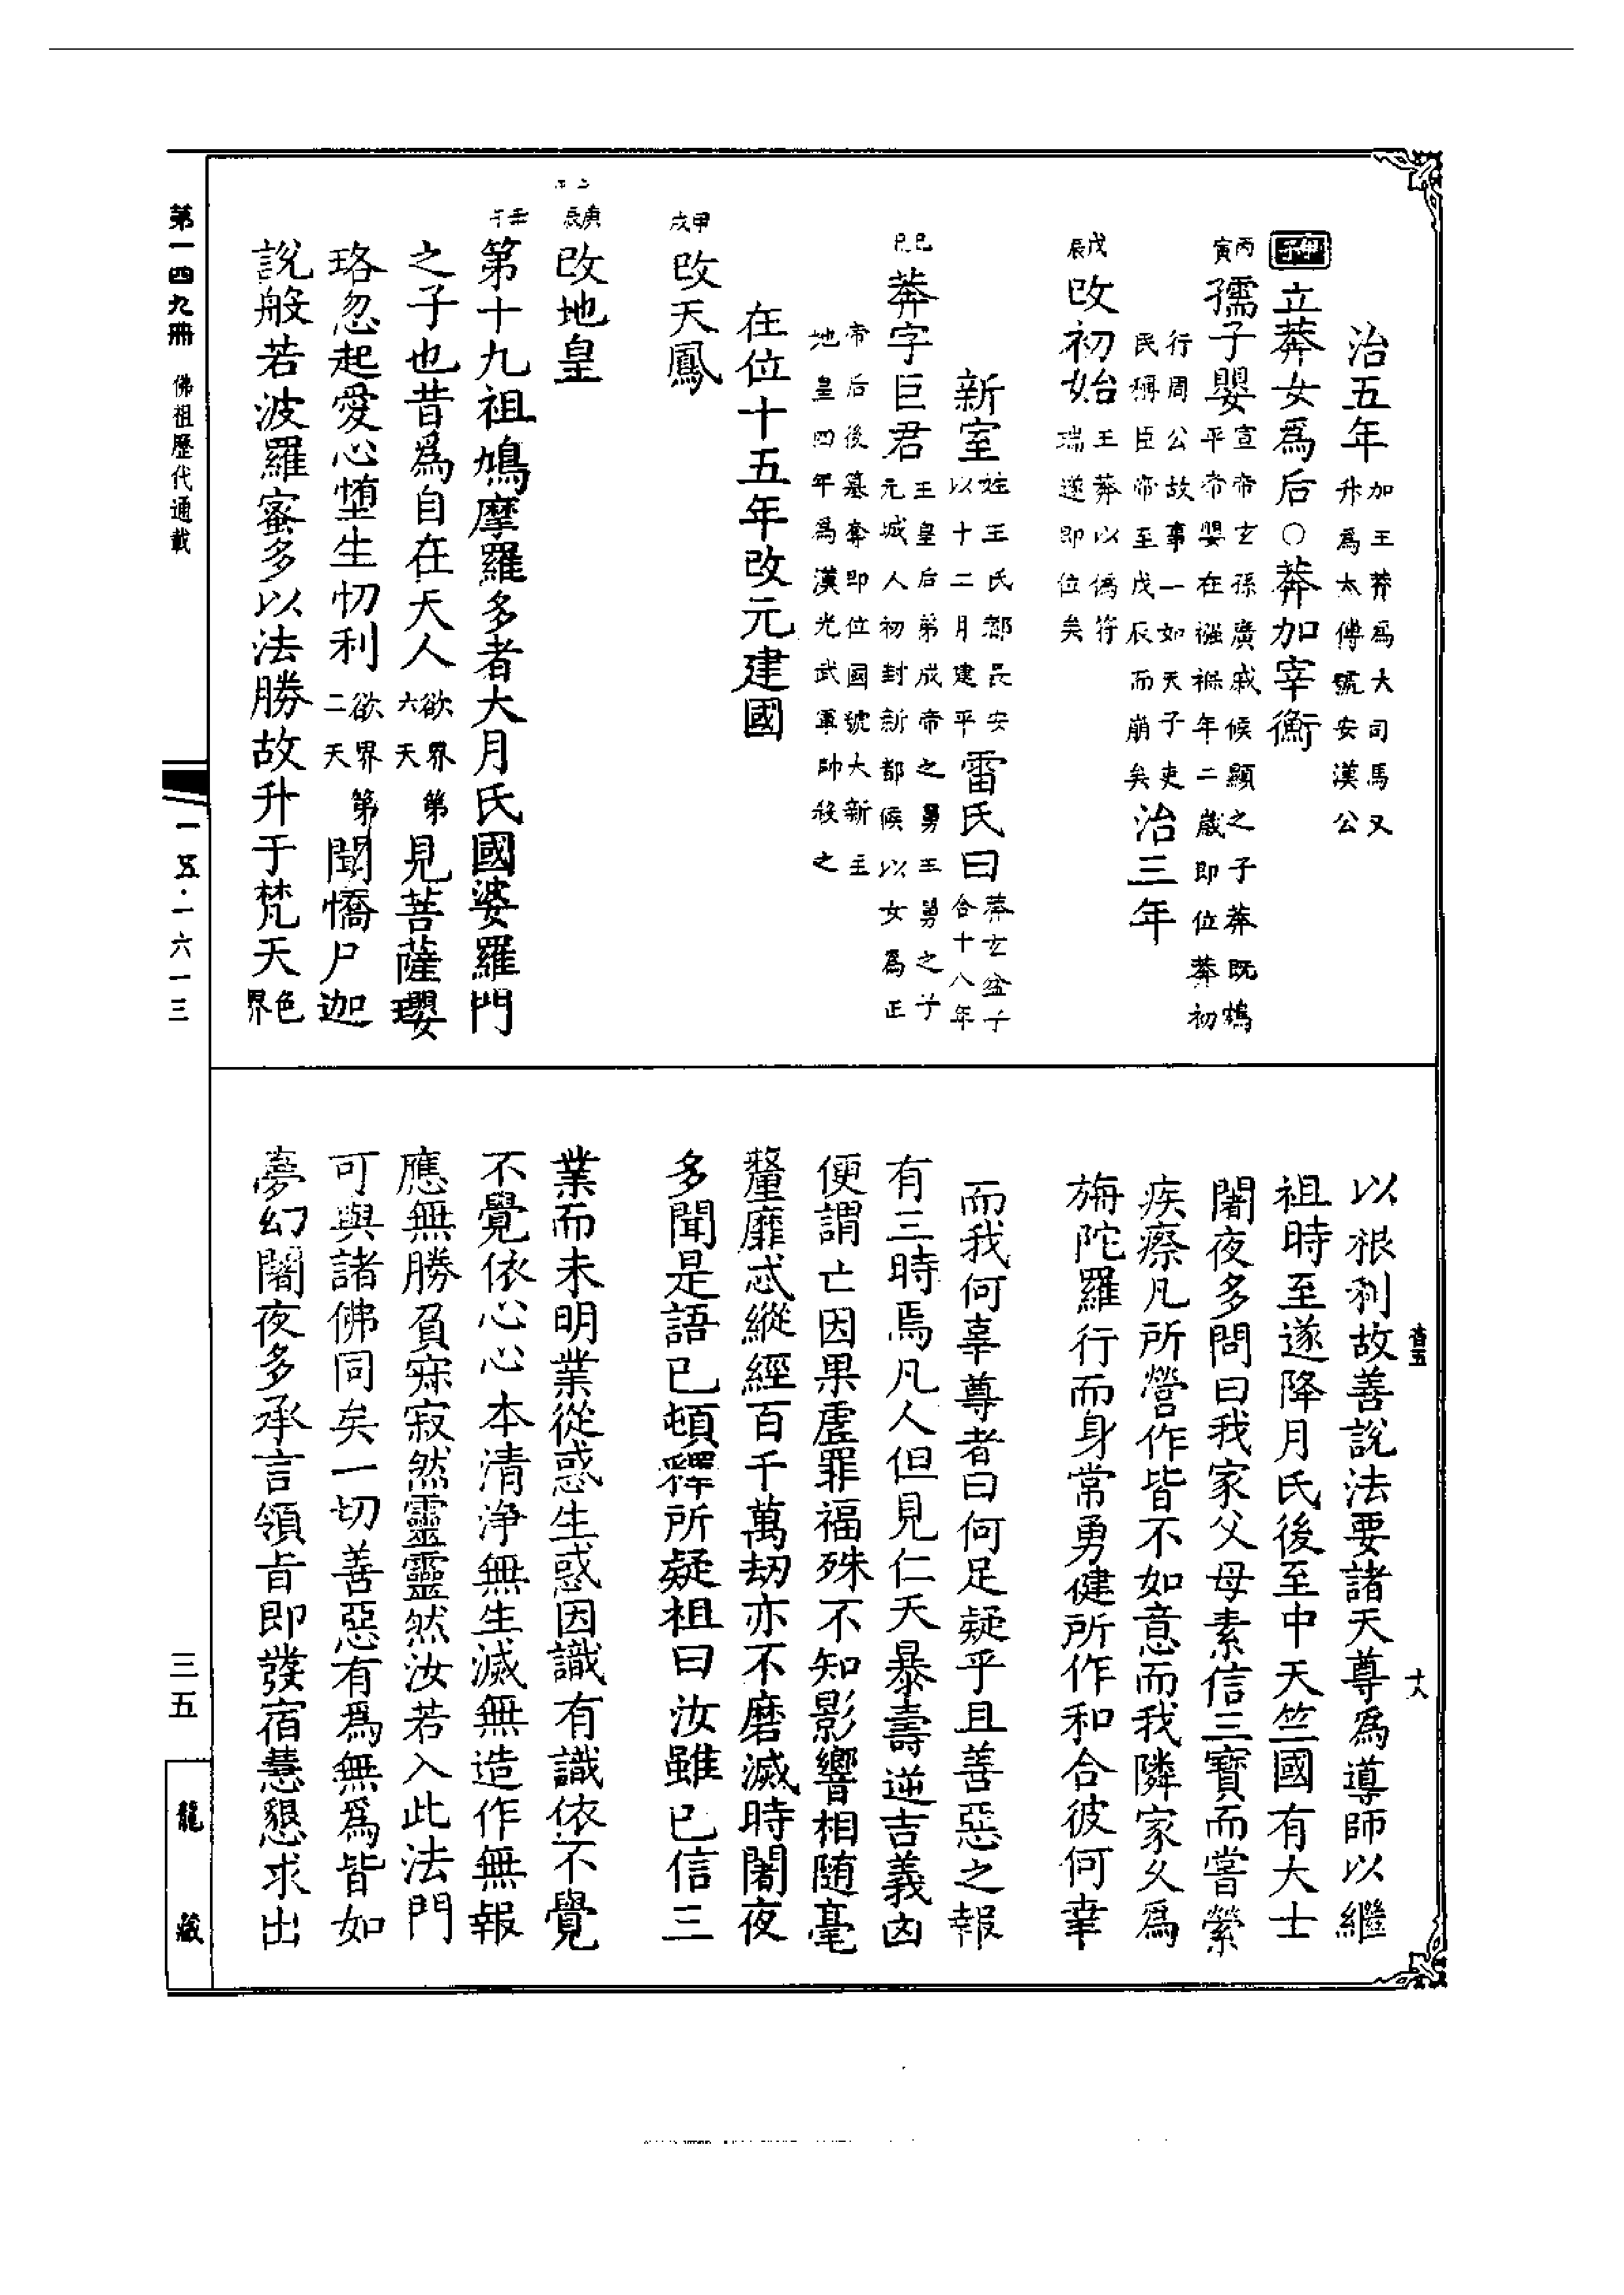 治五年加王莽爲大司馬又升爲太傅號安漢公
甲子立莽女爲后○莽加宰衡
丙寅孺子嬰宣帝玄孫廣戚侯顯之子莽既鴆平帝嬰在襁褓年二歲即位莽初
行周公故事一如天子吏民稱臣帝至戊辰而崩矣治三年
戊辰改初始王莽以僞符瑞遂即位矣
新室姓王氏都長安以十二月建平雷氏曰莽玄盆子合十八年
己巳莽字巨君王皇后弟成帝之舅王舅之子元城人初封新都侯以女爲正
帝后後篡奪即位國號大新主地皇四年爲漢光武軍帥殺之
在位十五年改元建國
甲戌改天鳳
庚辰改地皇
第十九祖鳩摩羅多者大月氏國婆羅門
之子也昔爲自在天人欲界第六天見菩薩瓔
珞忽起愛心墮生忉利欲界第二天聞憍尸迦
說般若波羅蜜多以法勝故升于梵天色界
以根利故善說法要諸天尊爲導師以繼
祖時至遂降月氏後至中天竺國有大士
闍夜多問曰我家父母素信三寶而嘗縈
疾瘵凡所營作皆不如意而我隣家久爲
旃陀羅行而身常勇健所作和合彼何幸
而我何辜尊者曰何足疑乎且善惡之報
有三時焉凡人但見仁夭暴壽逆吉義凶
便謂亡因果虛罪福殊不知影響相隨毫
釐靡忒縱經百千萬劫亦不磨滅時闍夜
多聞是語已頓釋所疑祖曰汝雖已信三
業而未明業從惑生惑因識有識依不覺
不覺依心心本清淨無生滅無造作無報
應無勝負寂寂然靈靈然汝若入此法門
可與諸佛同矣一切善惡有爲無爲皆如
夢幻闍夜多承言領旨即發宿慧懇求出
第一四九冊 佛祖歷代通載
一五·一六一三
三五
龍藏